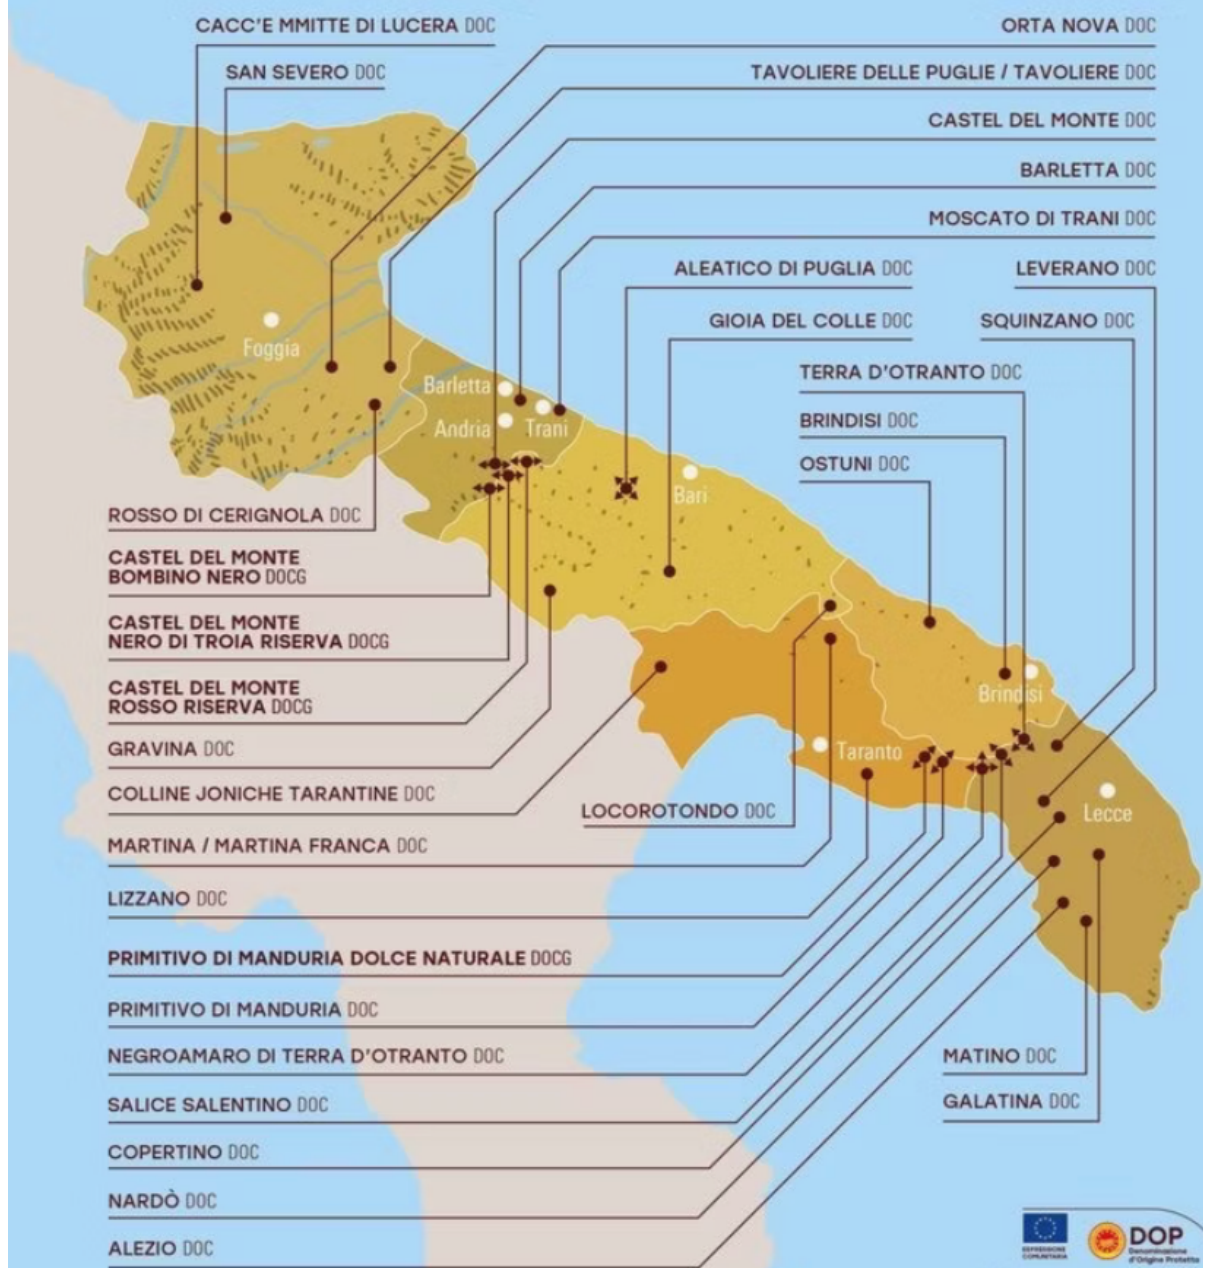 CACC'E MMITTE DI LUCERA DOC
ORTA NOVA DOC
SAN SEVERO DOC
TAVOLIERE DELLE PUGLIE / TAVOLIERE DOC
CASTEL DEL MONTE DOC
BARLETTA DOC
MOSCATO DI TRANI DOC
ALEATICO DI PUGLIA DOC
LEVERANO DOC
GIOIA DEL COLLE DOC
SQUINZANO DOC
TERRA D'OTRANTO DOC
BRINDISI DOC
OSTUNI DOC
Foggia
Barletta
Andria
Trani
Bari
Brindisi
Taranto
Lecce
ROSSO DI CERIGNOLA DOC
CASTEL DEL MONTE
BOMBINO NERO DOCG
CASTEL DEL MONTE
NERO DI TROIA RISERVA DOCG
CASTEL DEL MONTE
ROSSO RISERVA DOCG
GRAVINA DOC
COLLINE JONICHE TARANTINE DOC
LOCOROTONDO DOC
MARTINA / MARTINA FRANCA DOC
LIZZANO DOC
PRIMITIVO DI MANDURIA DOLCE NATURALE DOCG
PRIMITIVO DI MANDURIA DOC
NEGROAMARO DI TERRA D'OTRANTO DOC
SALICE SALENTINO DOC
COPERTINO DOC
NARDÒ DOC
ALEZIO DOC
MATINO DOC
GALATINA DOC
DOP
Denominazione
d'Origine Protetta